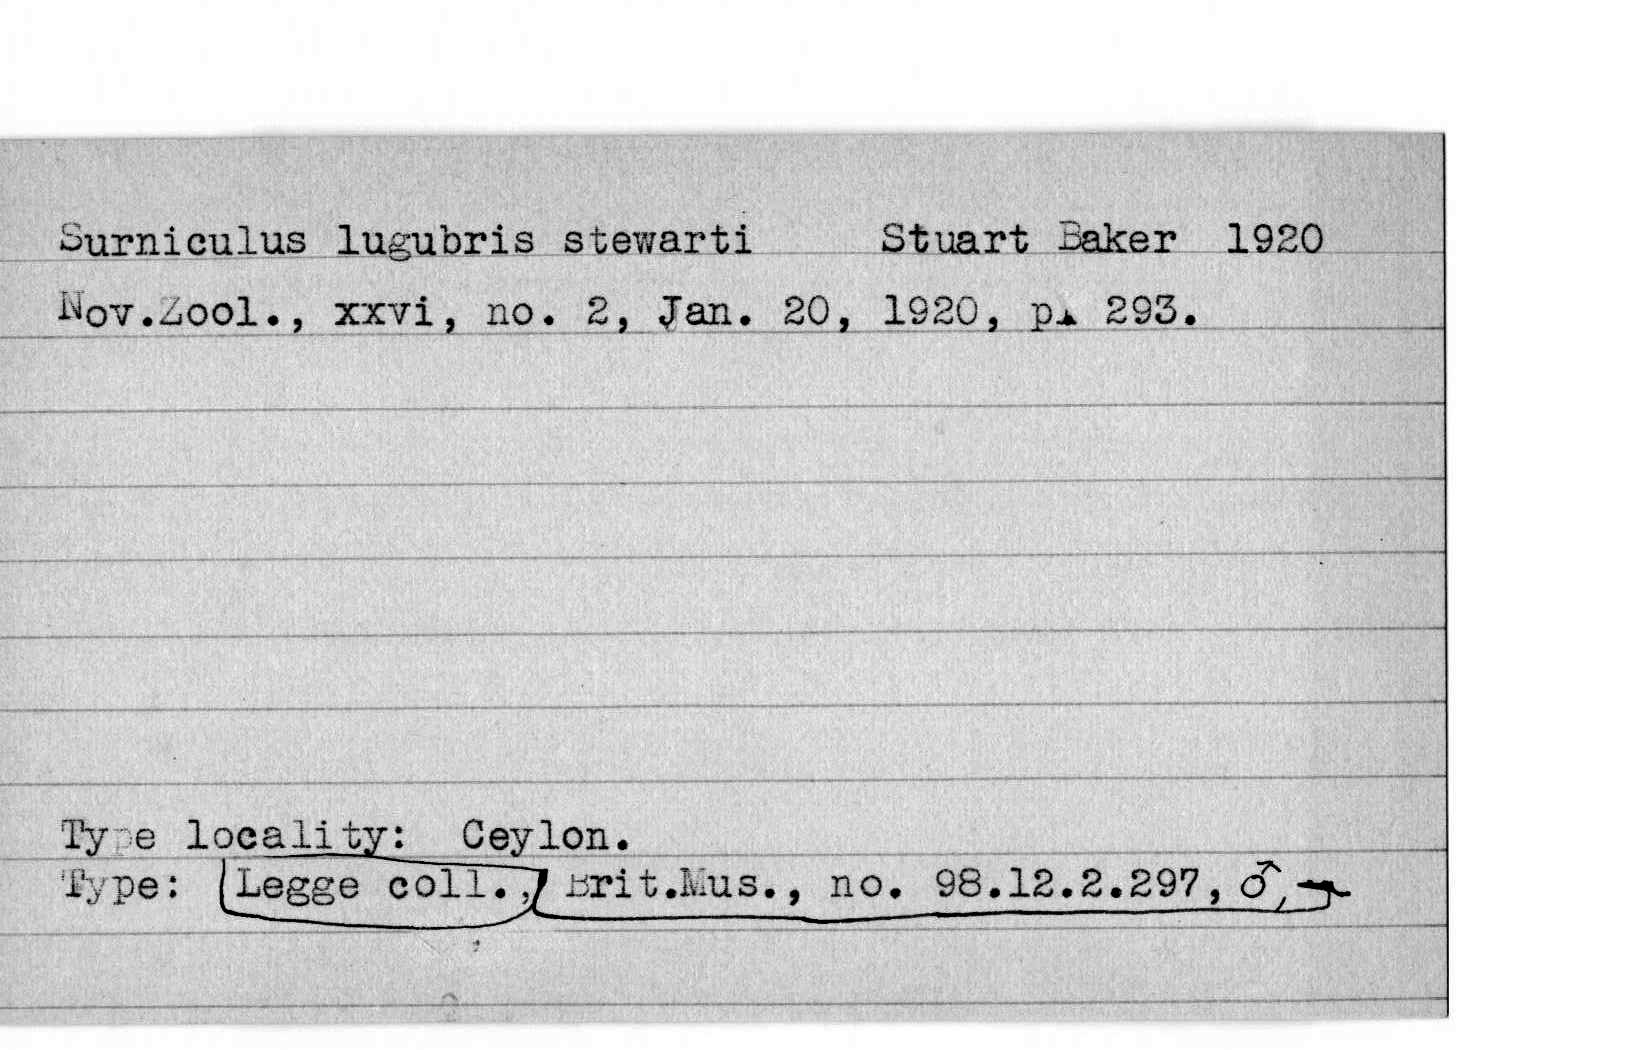 Surniculus lugubris stewarti Stuart Baker 1920
Nov.Zool., xxvi, no. 2, Jan. 20, 1920, p. 293.
Type locality: Ceylon.
Type: Legge coll., Brit.Mus., no. 98.12.2.297, ♂,